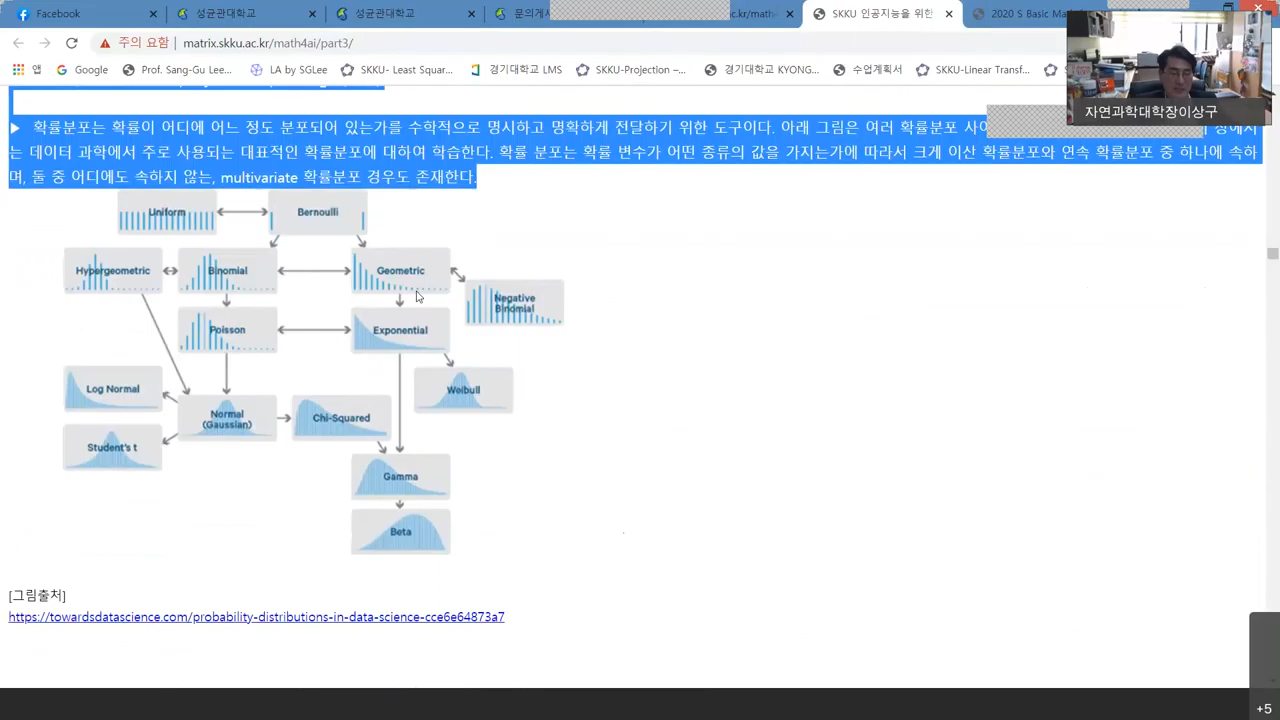 Facebook
성균관대학교
성균관대학교
문의게시
c.kr/math4
SKKU 인공지능을 위한
2020 S Basic Mat
주의 요함
matrix.skku.ac.kr/math4ai/part3/
앱
Google
Prof. Sang-Gu Lee...
LA by SGLee
SKKU- Least Squar...
경기대학교 LMS
SKKU-Projection –...
경기대학교 KYONG...
수업계획서
SKKU-Linear Transf...
자연과학대학장이상구
▶ 확률분포는 확률이 어디에 어느 정도 분포되어 있는가를 수학적으로 명시하고 명확하게 전달하기 위한 도구이다. 아래 그림은 여러 확률분포 사이
는 데이터 과학에서 주로 사용되는 대표적인 확률분포에 대하여 학습한다. 확률 분포는 확률 변수가 어떤 종류의 값을 가지는가에 따라서 크게 이산 확률분포와 연속 확률분포 중 하나에 속하
며, 둘 중 어디에도 속하지 않는, multivariate 확률분포 경우도 존재한다.
Uniform
Bernoulli
Hypergeometric
Binomial
Geometric
Negative
Binomial
Poisson
Exponential
Log Normal
Weibull
Normal
(Gaussian)
Chi-Squared
Student's t
Gamma
Beta
[그림출처]
https://towardsdatascience.com/probability-distributions-in-data-science-cce6e64873a7
+5